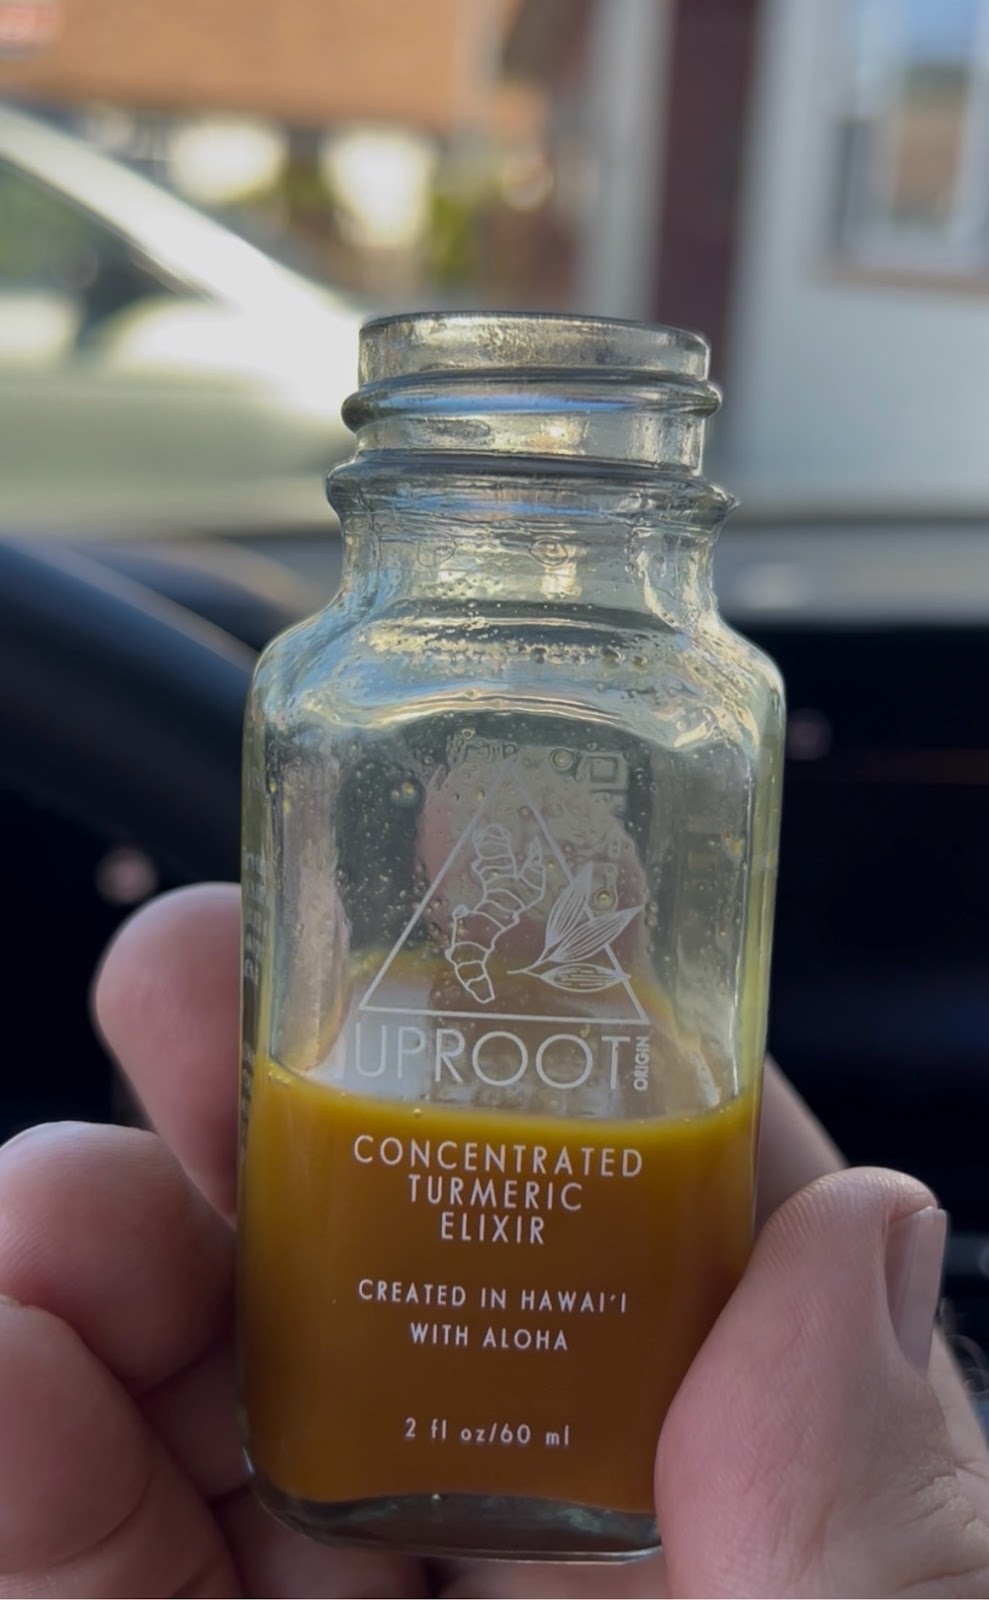 UPROOT
ORIGIN
CONCENTRATED
TURMERIC
ELIXIR
CREATED IN HAWAI‘I
WITH ALOHA
2 fl oz/60 ml